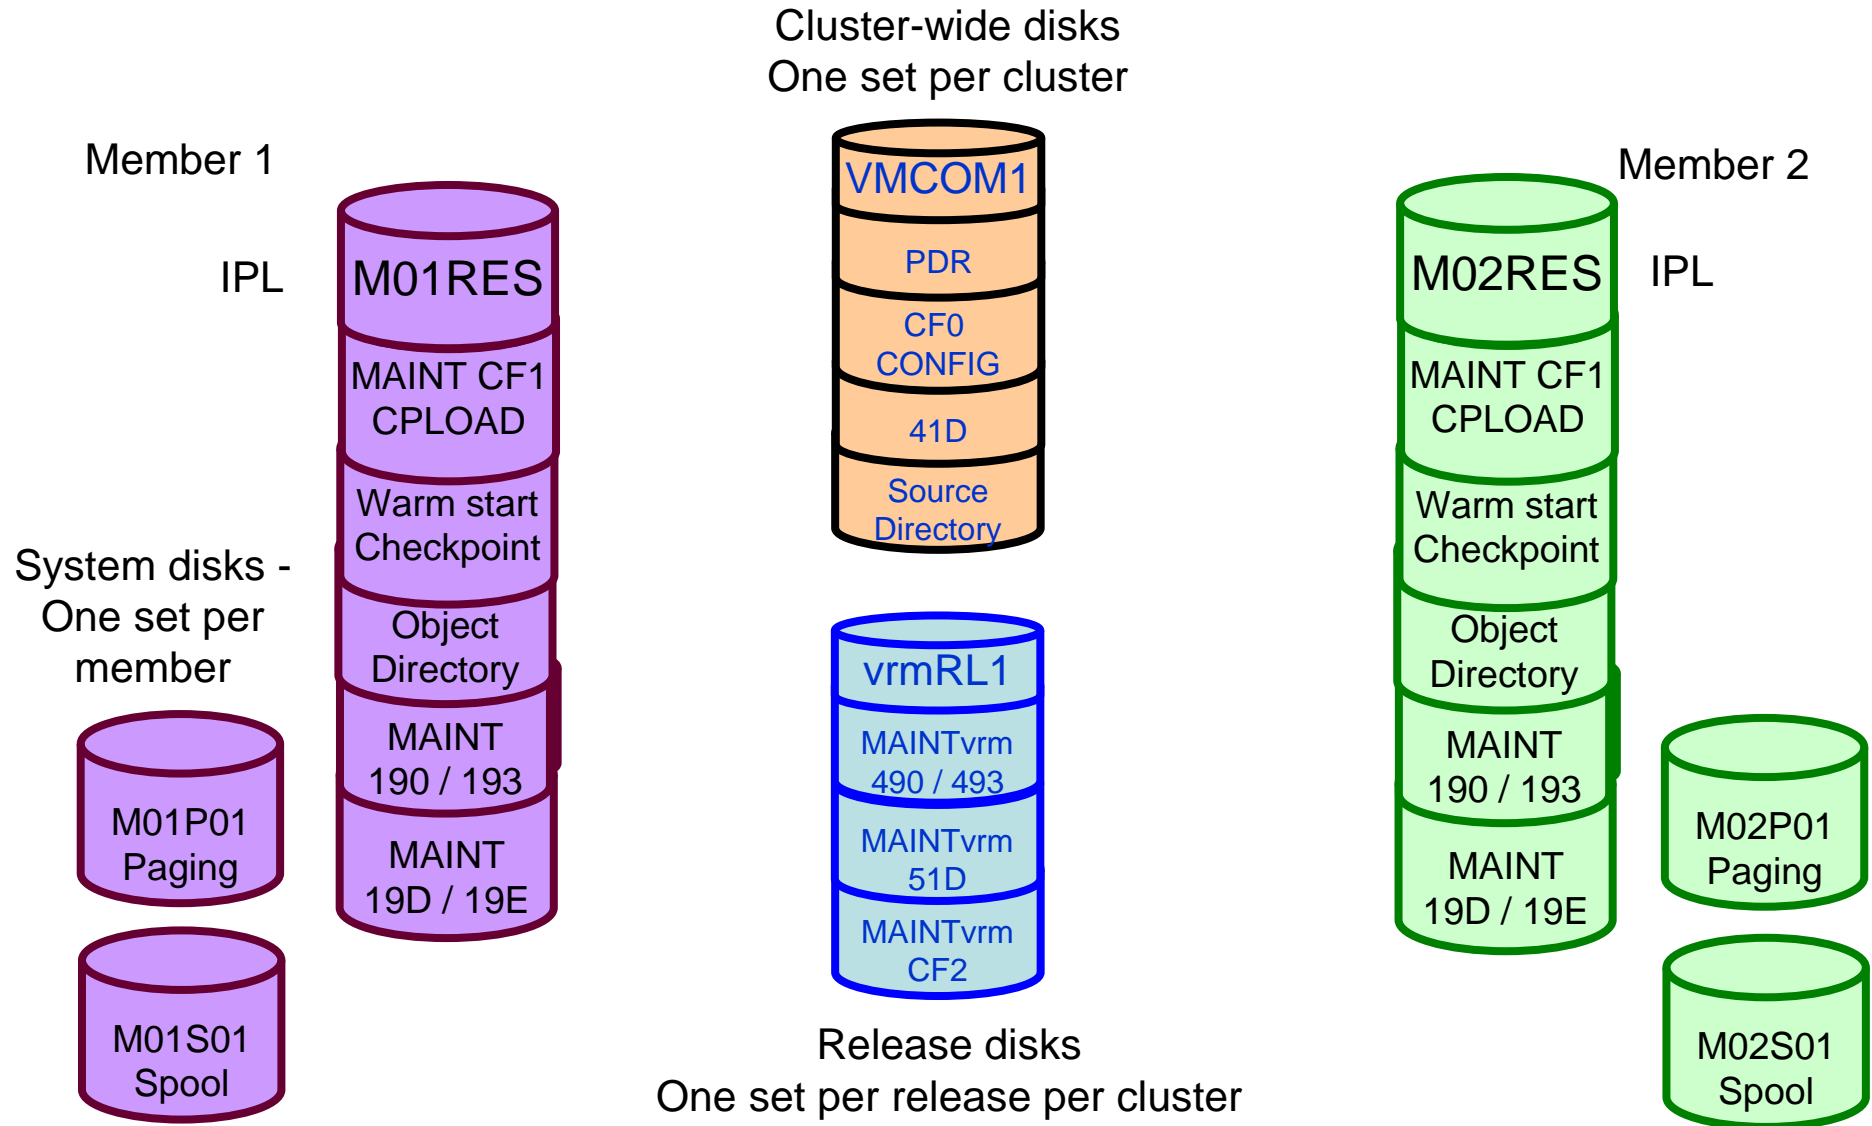 Cluster-wide disks
One set per cluster
Member 1
IPL
M01RES
MAINT CF1
CPLOAD
Warm start
Checkpoint
Object
Directory
MAINT
190 / 193
MAINT
19D / 19E
System disks -
One set per
member
M01P01
Paging
M01S01
Spool
VMCOM1
PDR
CF0
CONFIG
41D
Source
Directory
vrmRL1
MAINTvrm
490 / 493
MAINTvrm
51D
MAINTvrm
CF2
Release disks
One set per release per cluster
Member 2
M02RES
IPL
MAINT CF1
CPLOAD
Warm start
Checkpoint
Object
Directory
MAINT
190 / 193
MAINT
19D / 19E
M02P01
Paging
M02S01
Spool